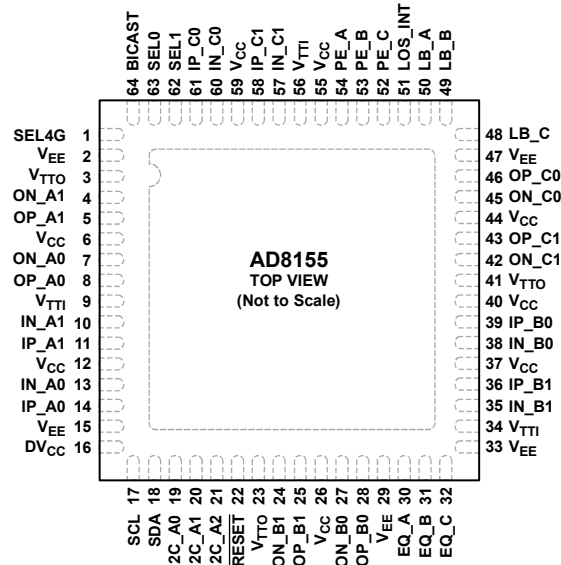 64 BICAST
63 SEL0
62 SEL1
61 IP_C0
60 IN_C0
59 VCC
58 IP_C1
57 IN_C1
56 VTTI
55 VCC
54 PE_A
53 PE_B
52 PE_C
51 LOS_INT
50 LB_A
49 LB_B
SEL4G 1
VEE 2
VTTO 3
ON_A1 4
OP_A1 5
VCC 6
ON_A0 7
OP_A0 8
VTTI 9
IN_A1 10
IP_A1 11
VCC 12
IN_A0 13
IP_A0 14
VEE 15
DVCC 16
AD8155
TOP VIEW
(Not to Scale)
48 LB_C
47 VEE
46 OP_C0
45 ON_C0
44 VCC
43 OP_C1
42 ON_C1
41 VTTO
40 VCC
39 IP_B0
38 IN_B0
37 VCC
36 IP_B1
35 IN_B1
34 VTTI
33 VEE
SCL 17
SDA 18
2C_A0 19
2C_A1 20
2C_A2 21
RESET 22
VTTO 23
ON_B1 24
OP_B1 25
VCC 26
ON_B0 27
OP_B0 28
VEE 29
EQ_A 30
EQ_B 31
EQ_C 32